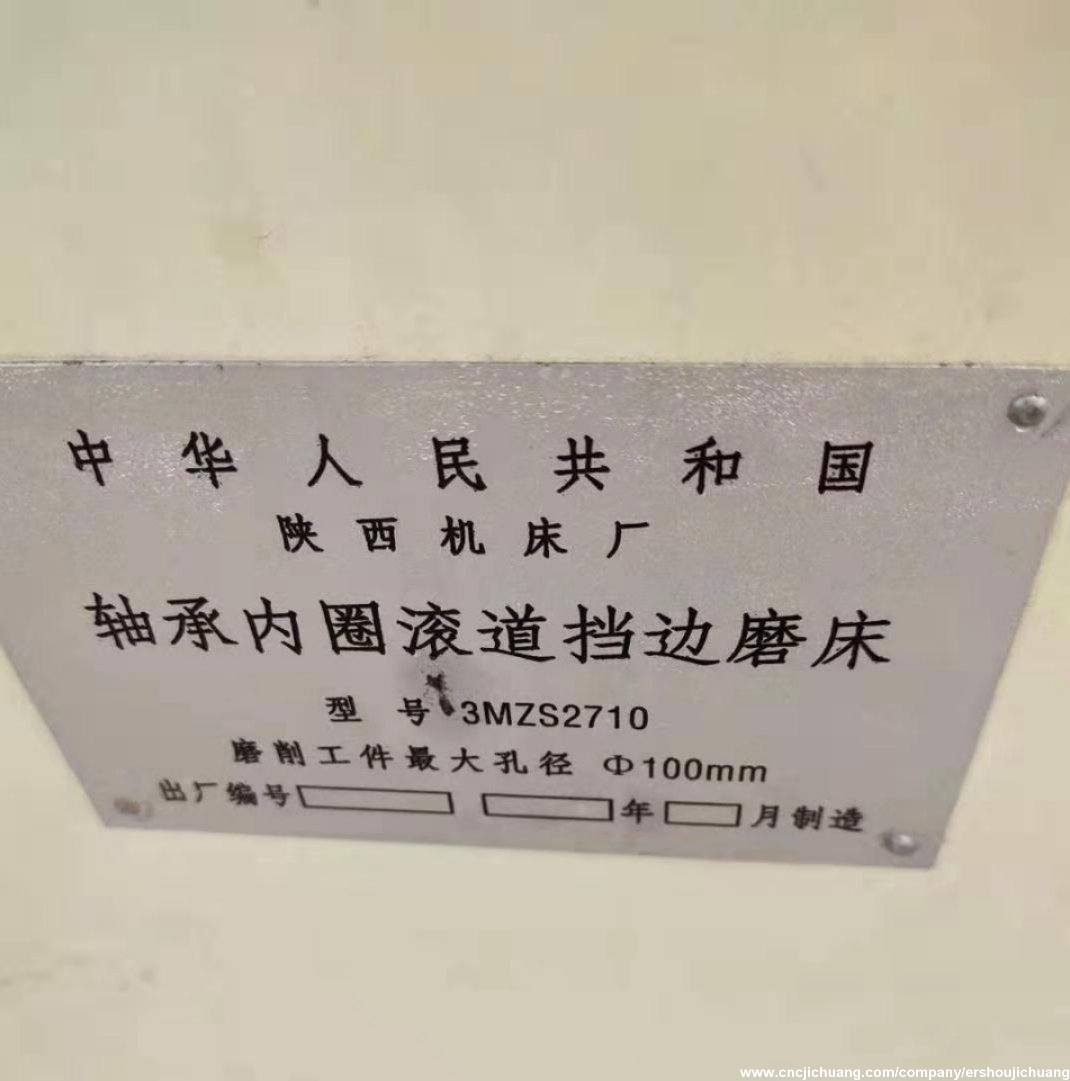 中华人民共和国
陕西机床厂
轴承内圈滚道挡边磨床
型号 3MZS2710
磨削工件最大孔径 Φ100mm
出厂编号 年 月制造
www.cncjichuang.com/company/ershoujichuang